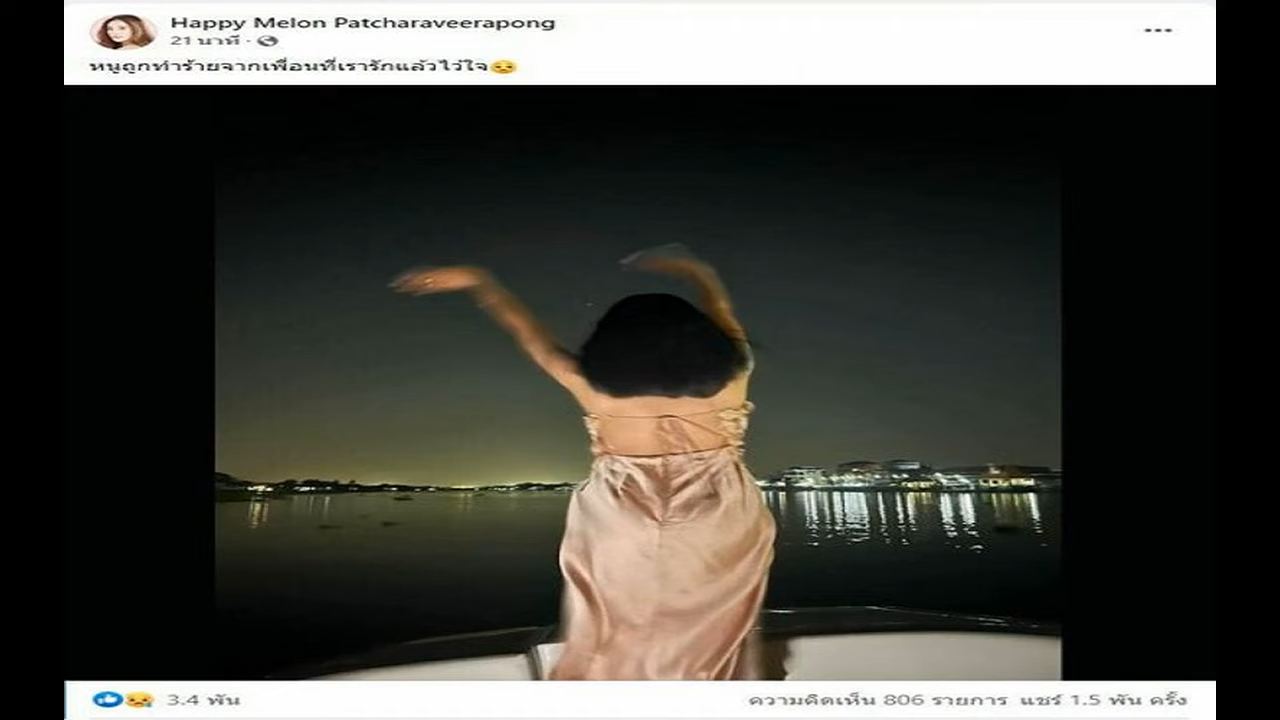 Happy Melon Patcharaveerapong
21 นาที ·
หนูถูกทำร้ายจากเพื่อนที่เรารักแล้วไว้ใจ
3.4 พัน
ความคิดเห็น 806 รายการ แชร์ 1.5 พัน ครั้ง